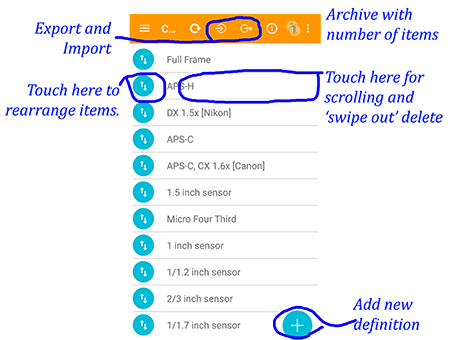 Export and
Import
Archive with
number of items
C...
1
Full Frame
Touch here to
rearrange items.
APS-H
Touch here for
scrolling and
'swipe out' delete
DX 1.5x [Nikon]
APS-C
APS-C, CX 1.6x [Canon]
1.5 inch sensor
Micro Four Third
1 inch sensor
1/1.2 inch sensor
2/3 inch sensor
1/1.7 inch sensor
Add new
definition